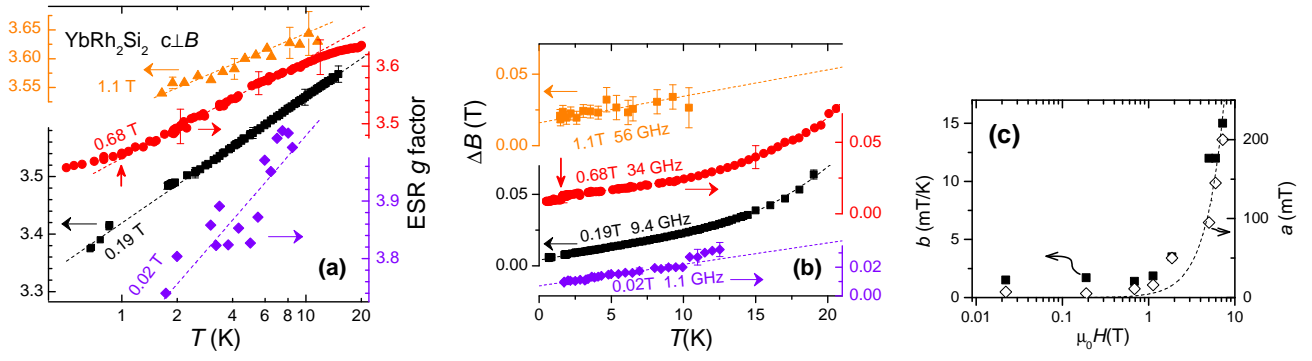 3.65
3.60
3.55
YbRh2Si2 c⊥B
1.1 T
3.6
3.5
0.68 T
3.5
3.4
3.3
0.19 T
0.02 T
3.9
3.8
ESR g factor
(a)
1 2 4 6 8 10 20
T (K)
0.05
0.00
1.1T 56 GHz
ΔB (T)
0.68T 34 GHz
0.05
0.00
0.05
0.00
0.19T 9.4 GHz
0.02T 1.1 GHz
0.02
0.00
(b)
0 5 10 15 20
T(K)
(c)
15
10
5
0
b (mT/K)
200
100
0
a (mT)
0.01 0.1 1 10
μ0H(T)